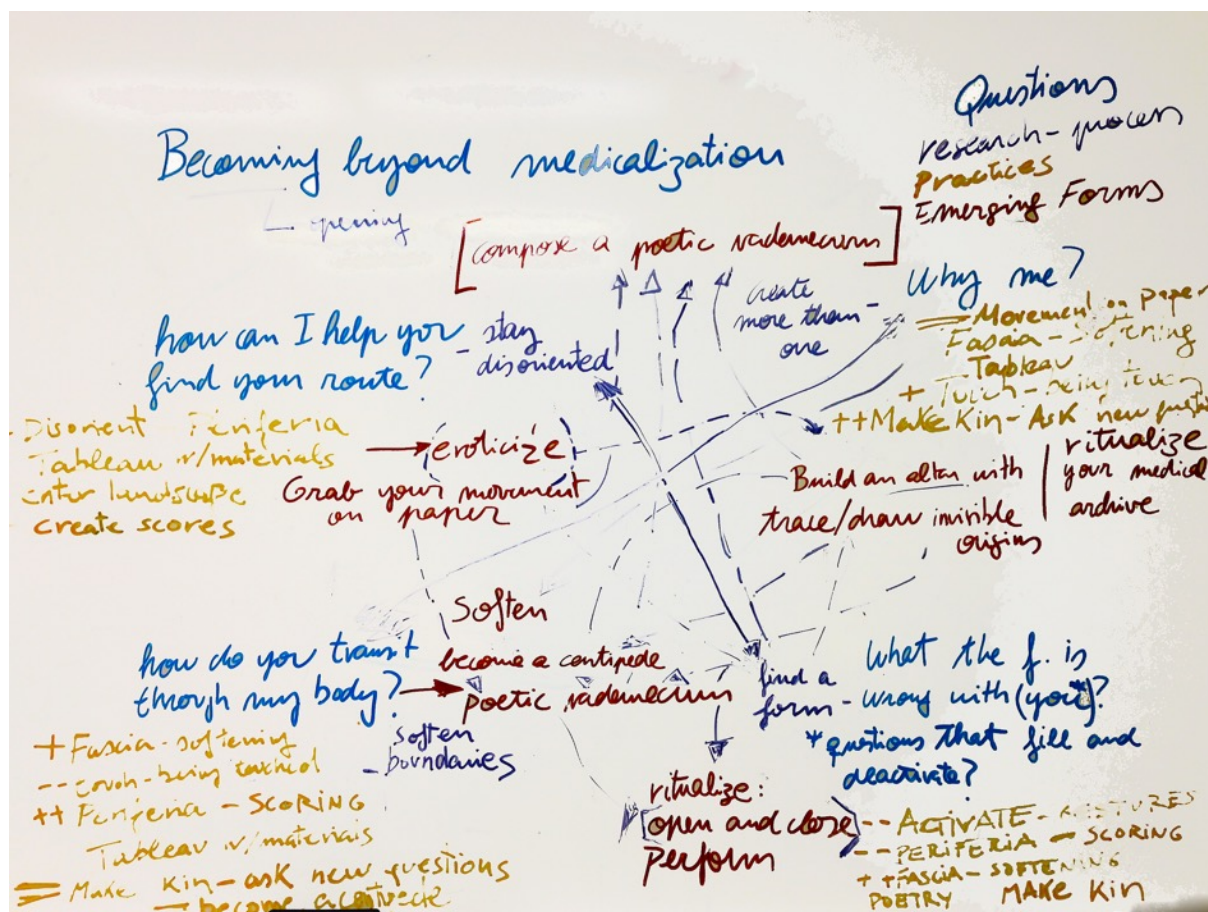 Questions
research - process
Practices
Emerging Forms
Becoming beyond medicalization
opening
[compose a poetic vademecum]
how can I help you
find your route?
- stay
disoriented
create
more than -
one
Why me?
= Movement on paper
Fascia - Softening
Tableau
+ Touch - being
++ Make Kin - Ask new
- Disorient - Periferia
Tableau w/materials
enter landscape
create scores
(eroticize)
Grab your movement
on paper
Build an altar with
trace/draw invisible
origins
ritualize
your medical
archive
Soften
become a centipede
poetic vademecum
how do you transit
through my body?
- soften
boundaries
+ Fascia - softening
-- touch - being touched
++ Periferia - SCORING
Tableau w/materials
= Make Kin - ask new questions
find a
form -
What the f. is
wrong with (you*)?
* questions that fill and
deactivate?
ritualize:
[open and close]
perform
-- ACTIVATE - GESTURES
-- PERIFERIA - SCORING
++ FASCIA - SOFTENING
POETRY MAKE Kin